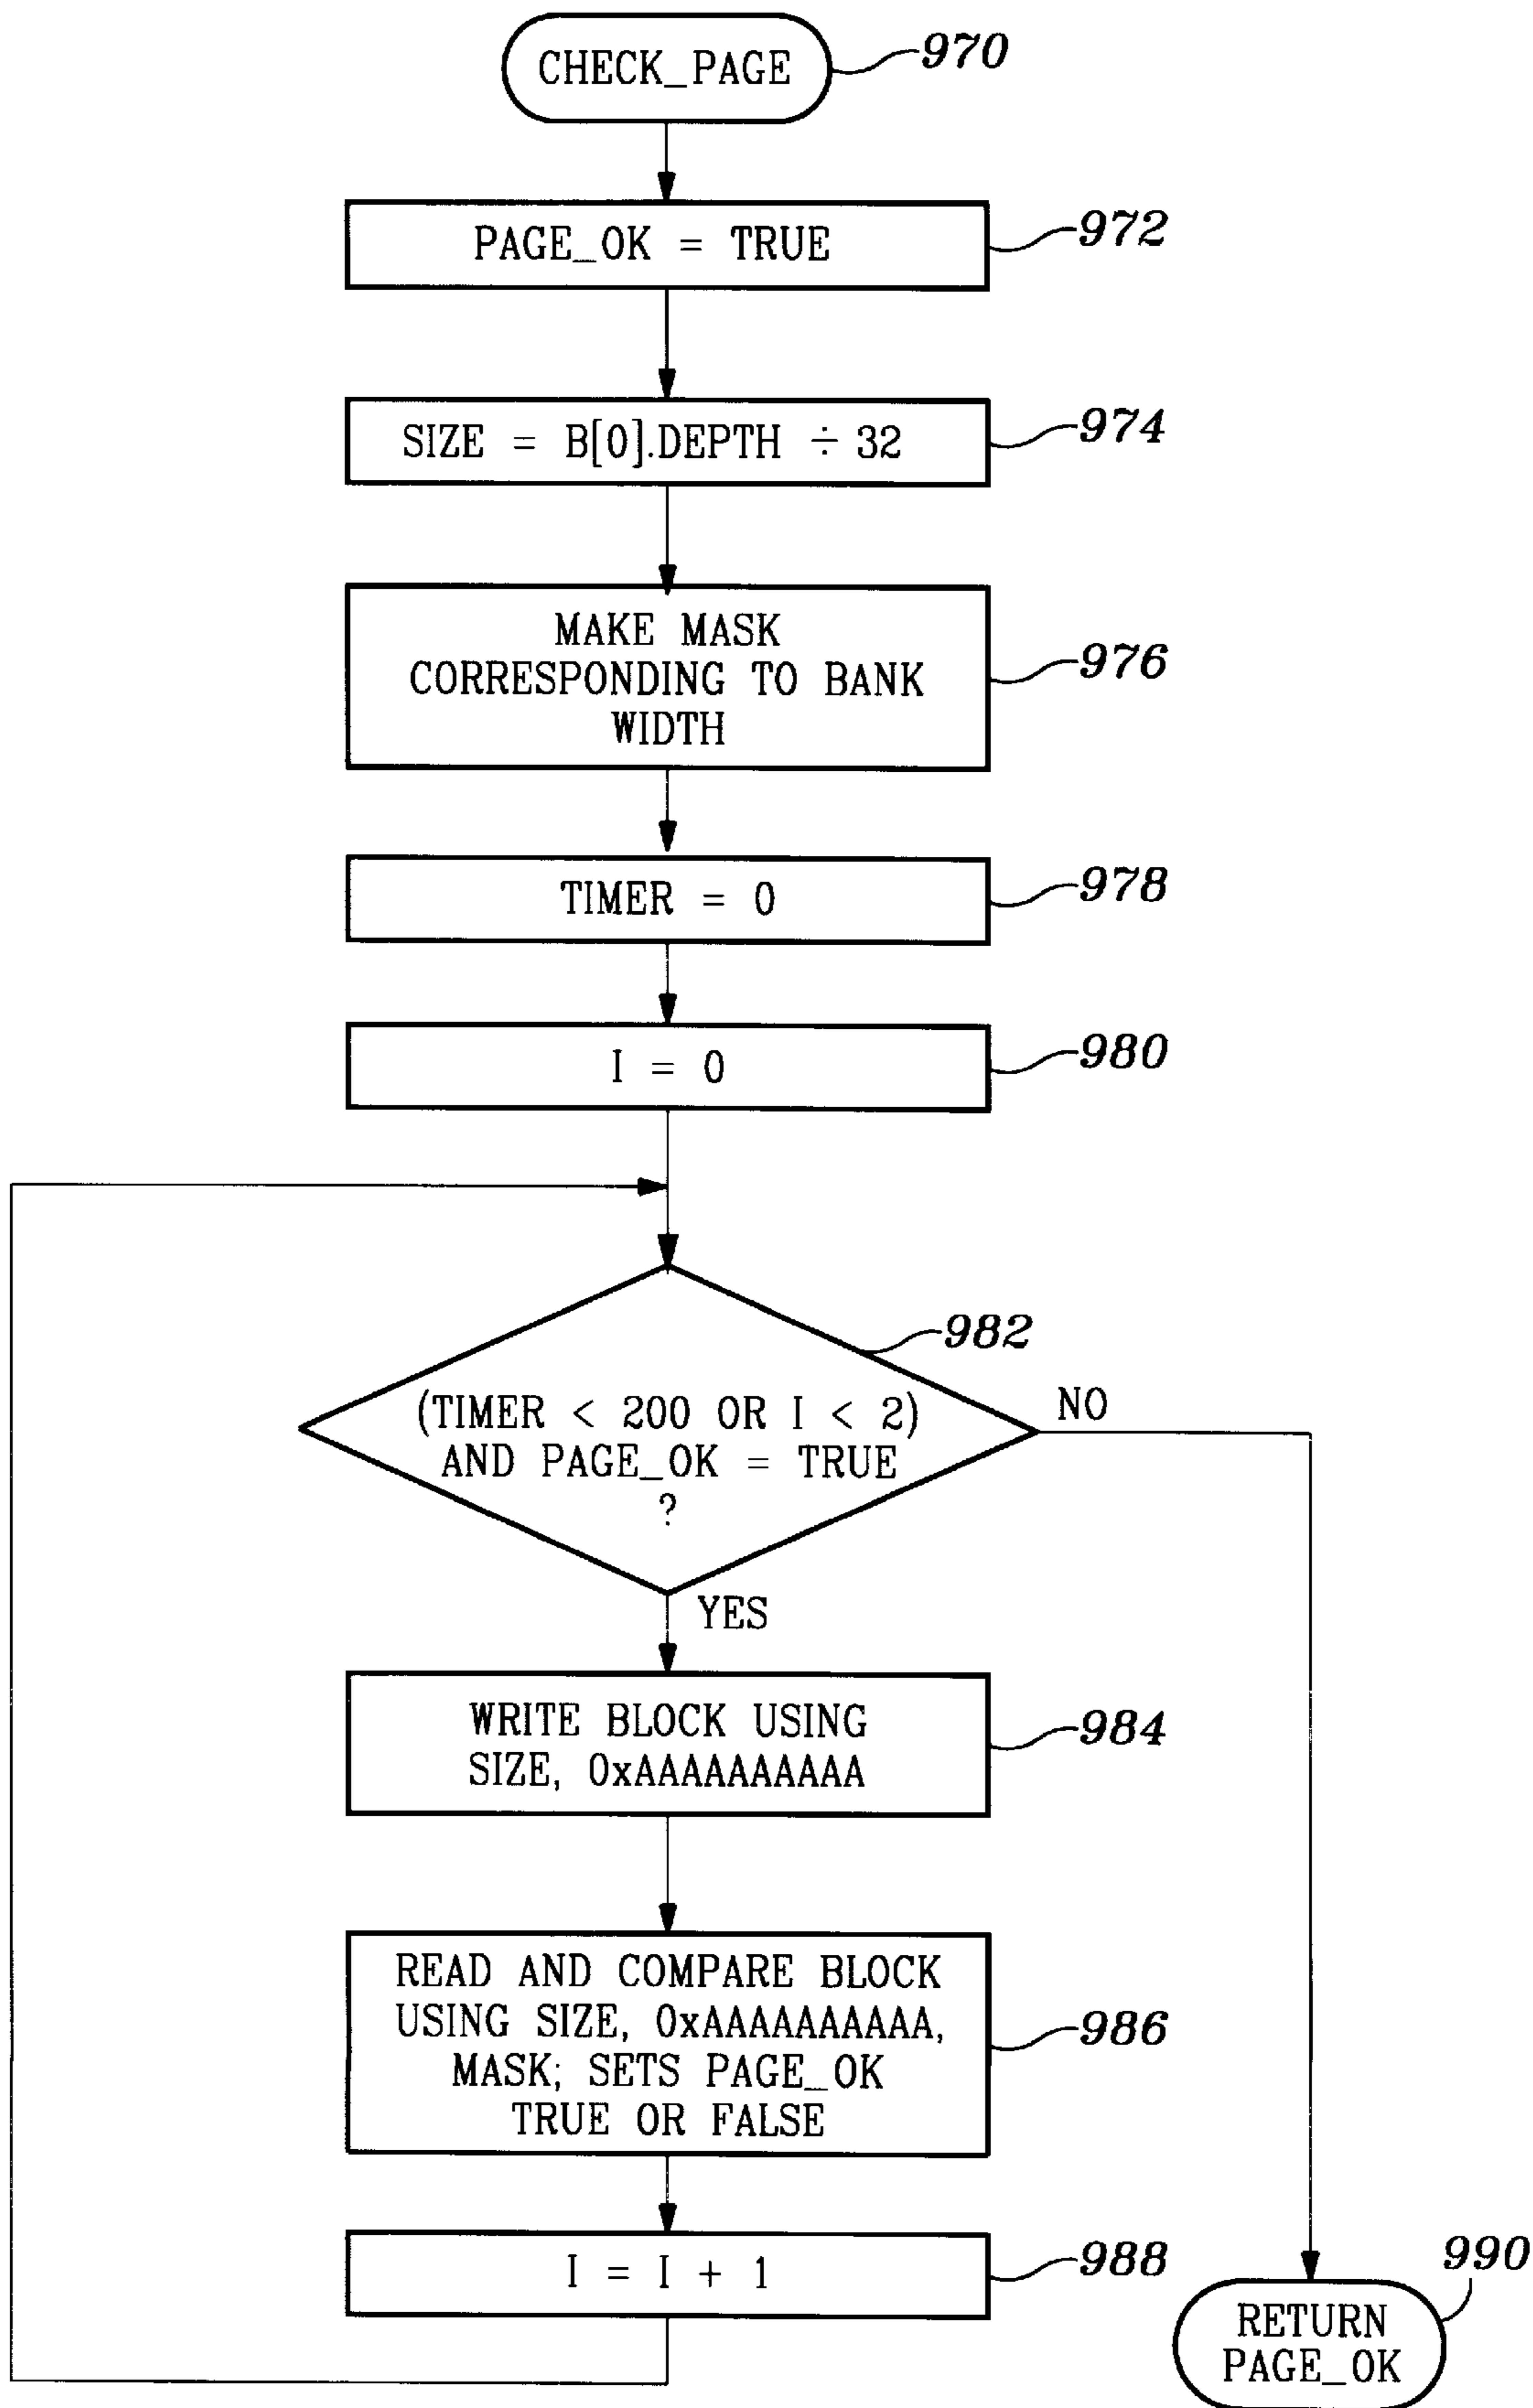 CHECK_PAGE
970
PAGE_OK = TRUE
972
SIZE = B[0].DEPTH ÷ 32
974
MAKE MASK
CORRESPONDING TO BANK
WIDTH
976
TIMER = 0
978
I = 0
980
982
(TIMER < 200 OR I < 2)
AND PAGE_OK = TRUE
?
NO
YES
WRITE BLOCK USING
SIZE, 0xAAAAAAAAAA
984
READ AND COMPARE BLOCK
USING SIZE, 0xAAAAAAAAAA,
MASK; SETS PAGE_OK
TRUE OR FALSE
986
I = I + 1
988
990
RETURN
PAGE_OK